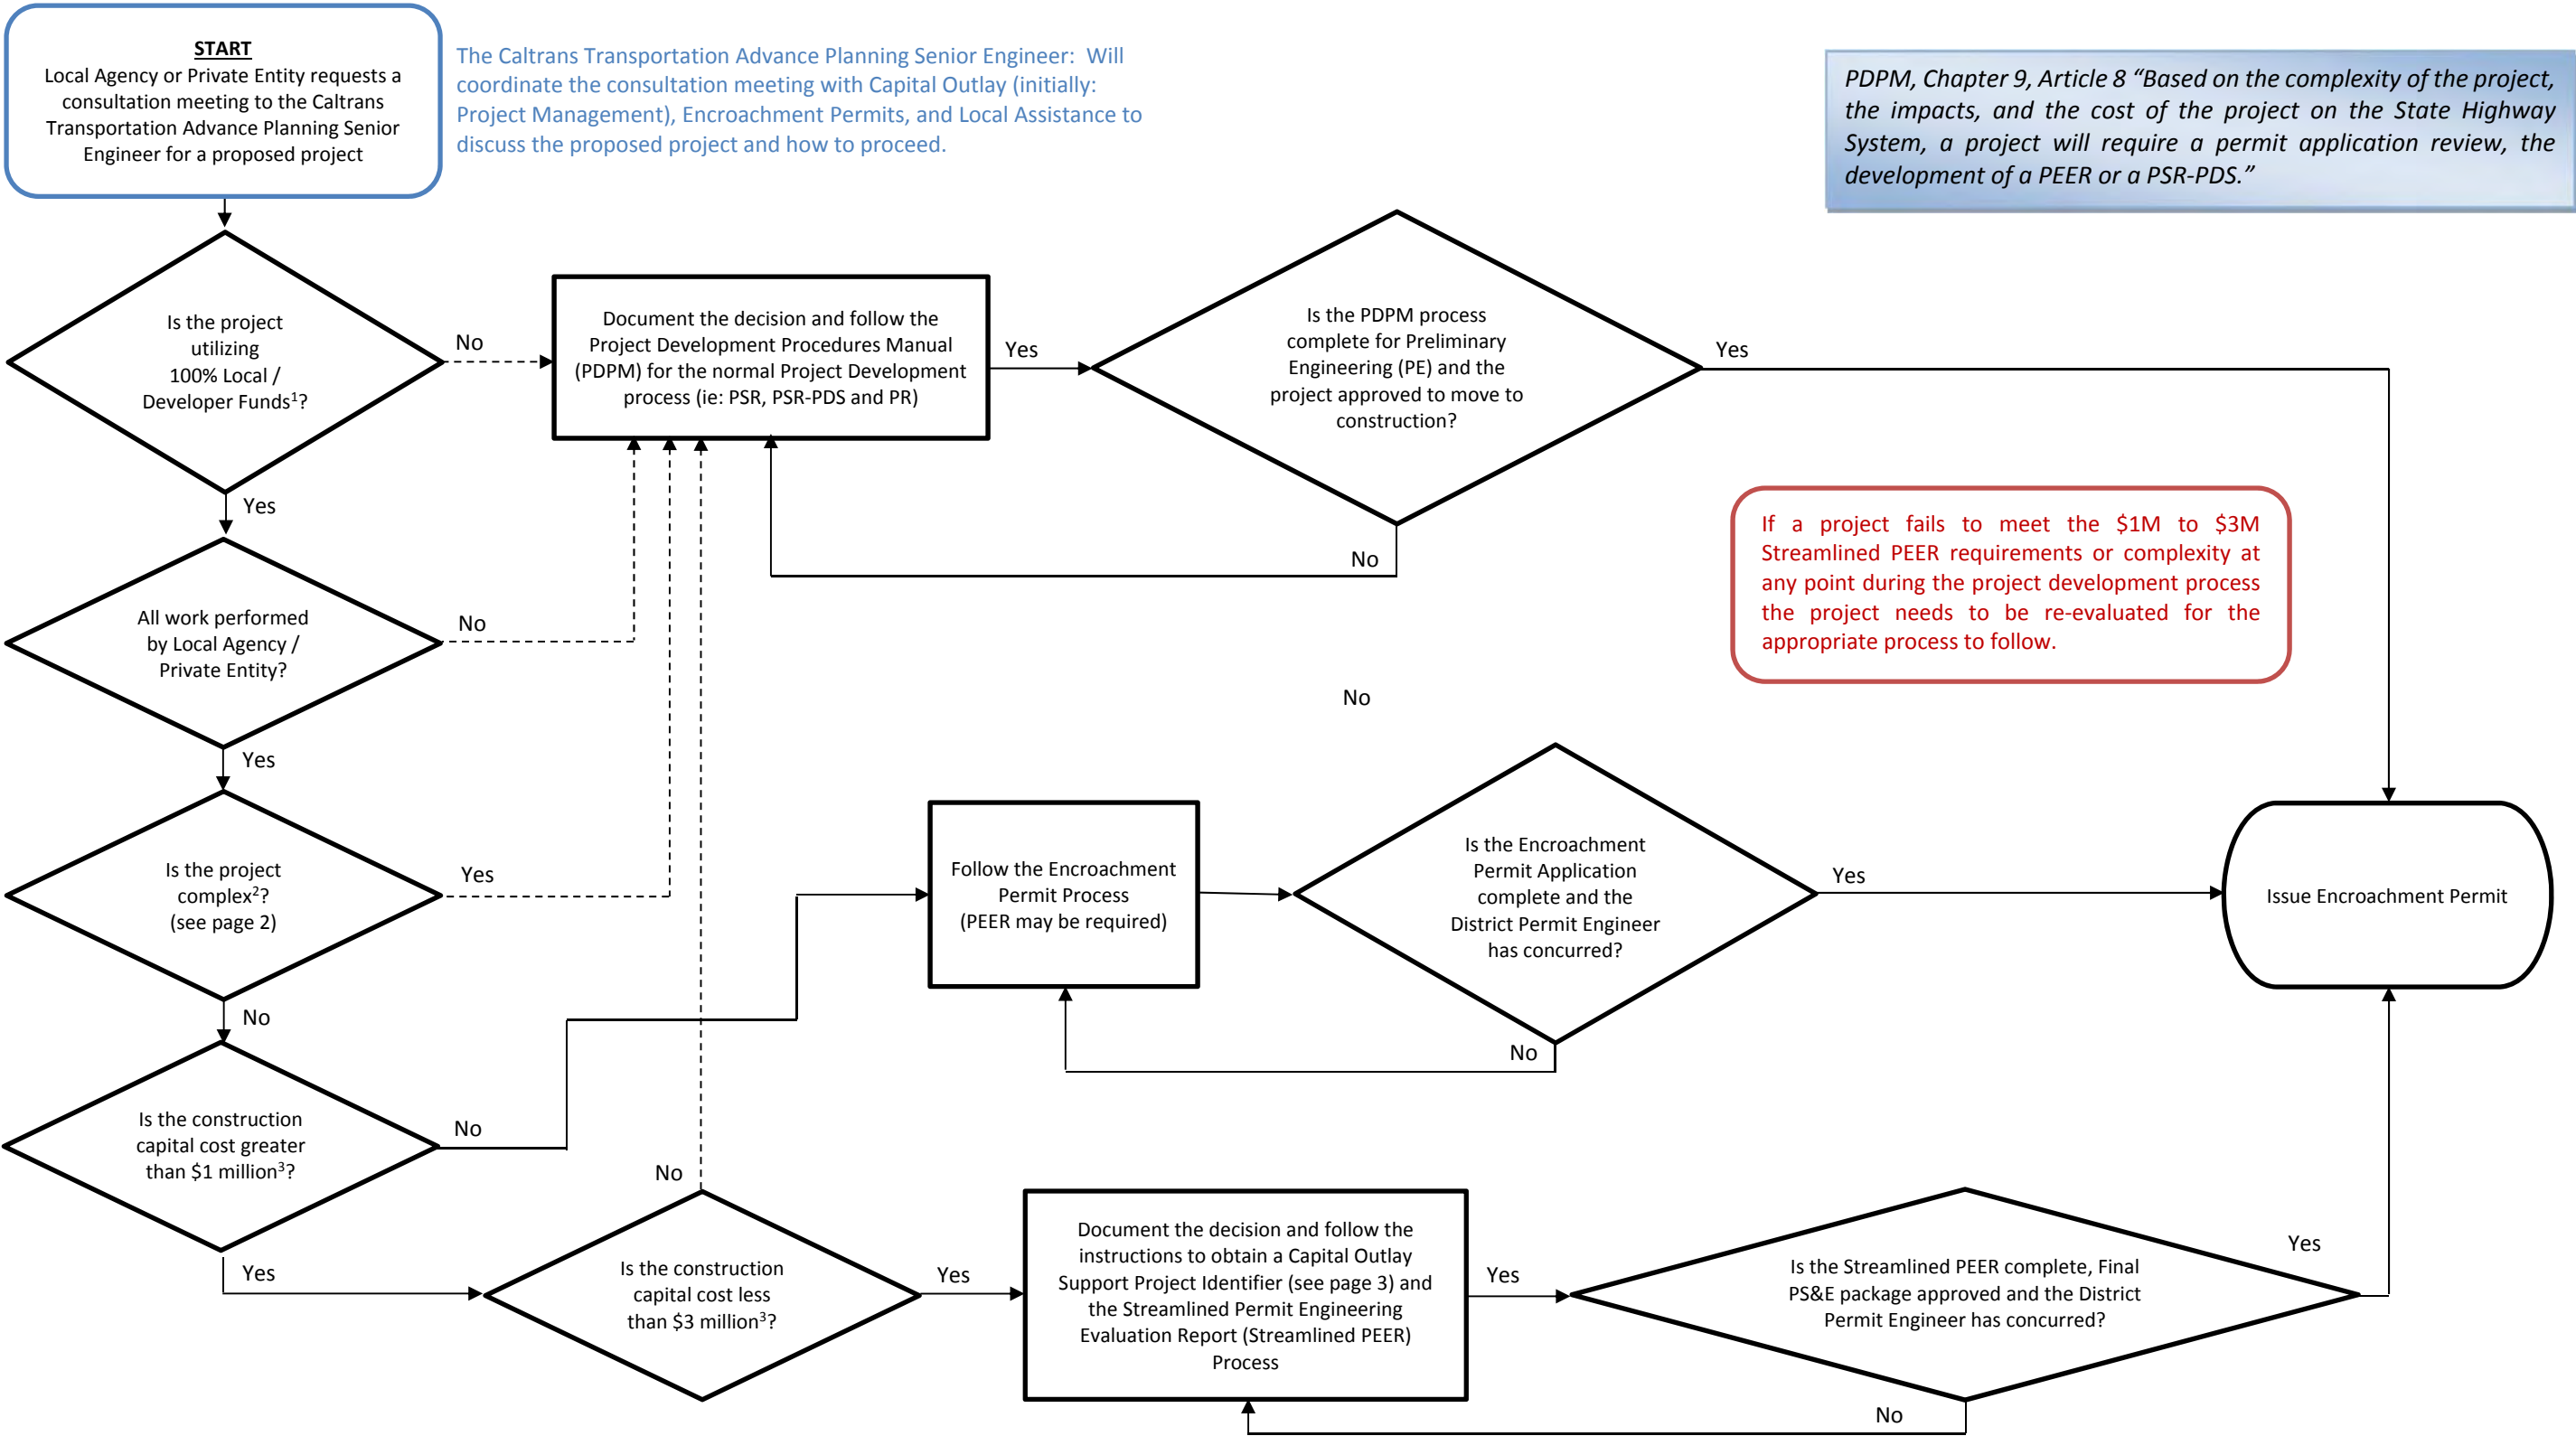 START
Local Agency or Private Entity requests a
consultation meeting to the Caltrans
Transportation Advance Planning Senior
Engineer for a proposed project
The Caltrans Transportation Advance Planning Senior Engineer:  Will
coordinate the consultation meeting with Capital Outlay (initially:
Project Management), Encroachment Permits, and Local Assistance to
discuss the proposed project and how to proceed.
PDPM, Chapter 9, Article 8 “Based on the complexity of the project,
the impacts, and the cost of the project on the State Highway
System, a project will require a permit application review, the
development of a PEER or a PSR-PDS.”
Is the project
utilizing
100% Local /
Developer Funds¹?
No
Document the decision and follow the
Project Development Procedures Manual
(PDPM) for the normal Project Development
process (ie: PSR, PSR-PDS and PR)
Yes
Is the PDPM process
complete for Preliminary
Engineering (PE) and the
project approved to move to
construction?
Yes
No
Yes
If a project fails to meet the $1M to $3M
Streamlined PEER requirements or complexity at
any point during the project development process
the project needs to be re-evaluated for the
appropriate process to follow.
All work performed
by Local Agency /
Private Entity?
No
No
Yes
Is the project
complex²?
(see page 2)
Yes
Follow the Encroachment
Permit Process
(PEER may be required)
Is the Encroachment
Permit Application
complete and the
District Permit Engineer
has concurred?
Yes
Issue Encroachment Permit
No
No
Is the construction
capital cost greater
than $1 million³?
No
No
Yes
Is the construction
capital cost less
than $3 million³?
Yes
Document the decision and follow the
instructions to obtain a Capital Outlay
Support Project Identifier (see page 3) and
the Streamlined Permit Engineering
Evaluation Report (Streamlined PEER)
Process
Yes
Is the Streamlined PEER complete, Final
PS&E package approved and the District
Permit Engineer has concurred?
Yes
No